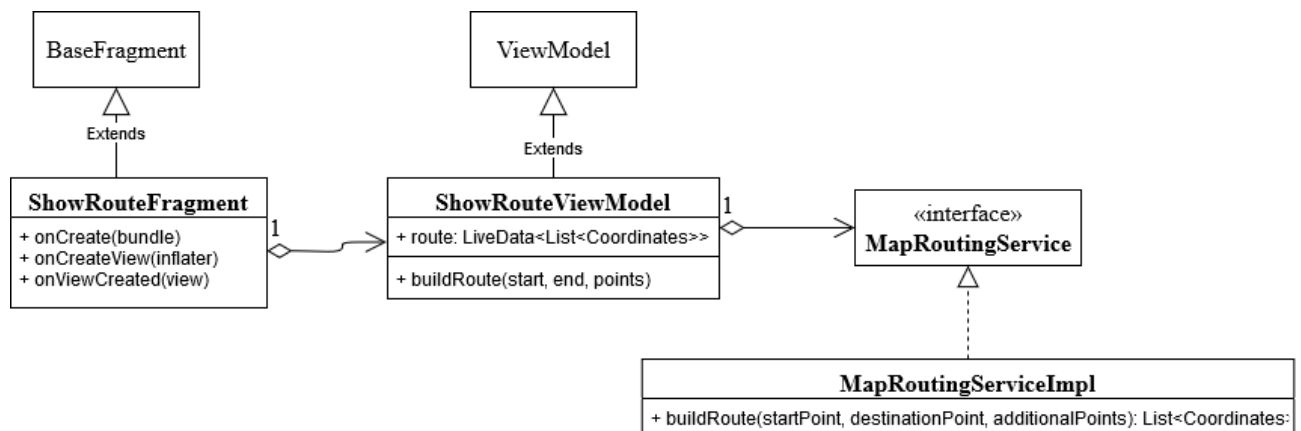 BaseFragment
ViewModel
Extends
Extends
ShowRouteFragment
+ onCreate(bundle)
+ onCreateView(inflater)
+ onViewCreated(view)
1
ShowRouteViewModel
+ route: LiveData<List<Coordinates>>
+ buildRoute(start, end, points)
1
«interface»
MapRoutingService
MapRoutingServiceImpl
+ buildRoute(startPoint, destinationPoint, additionalPoints): List<Coordinates>